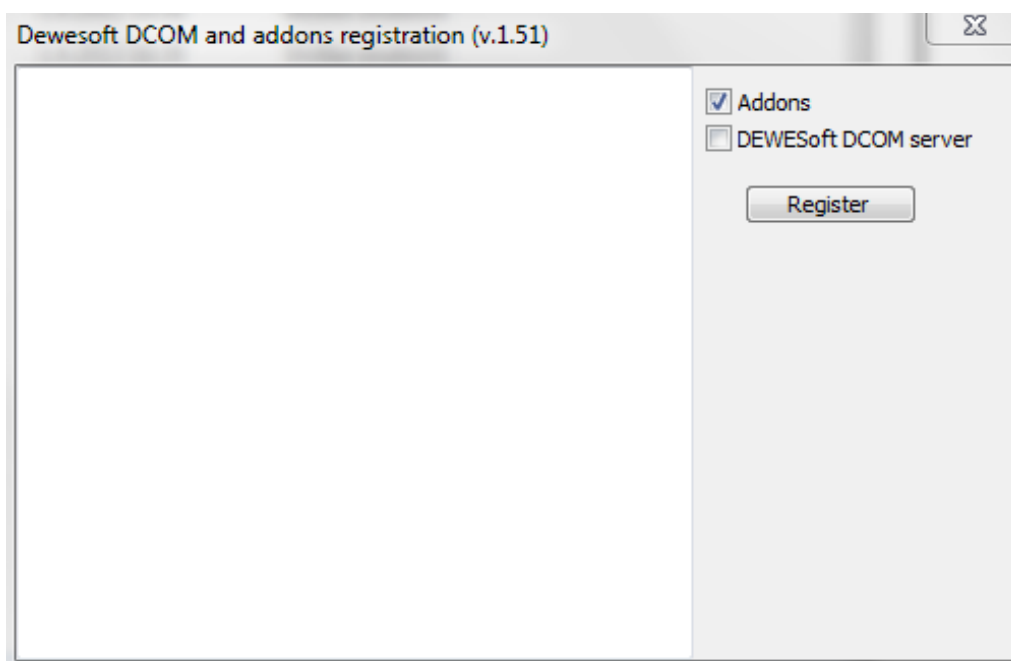 Dewesoft DCOM and addons registration (v.1.51)
Addons
DEWESoft DCOM server
Register